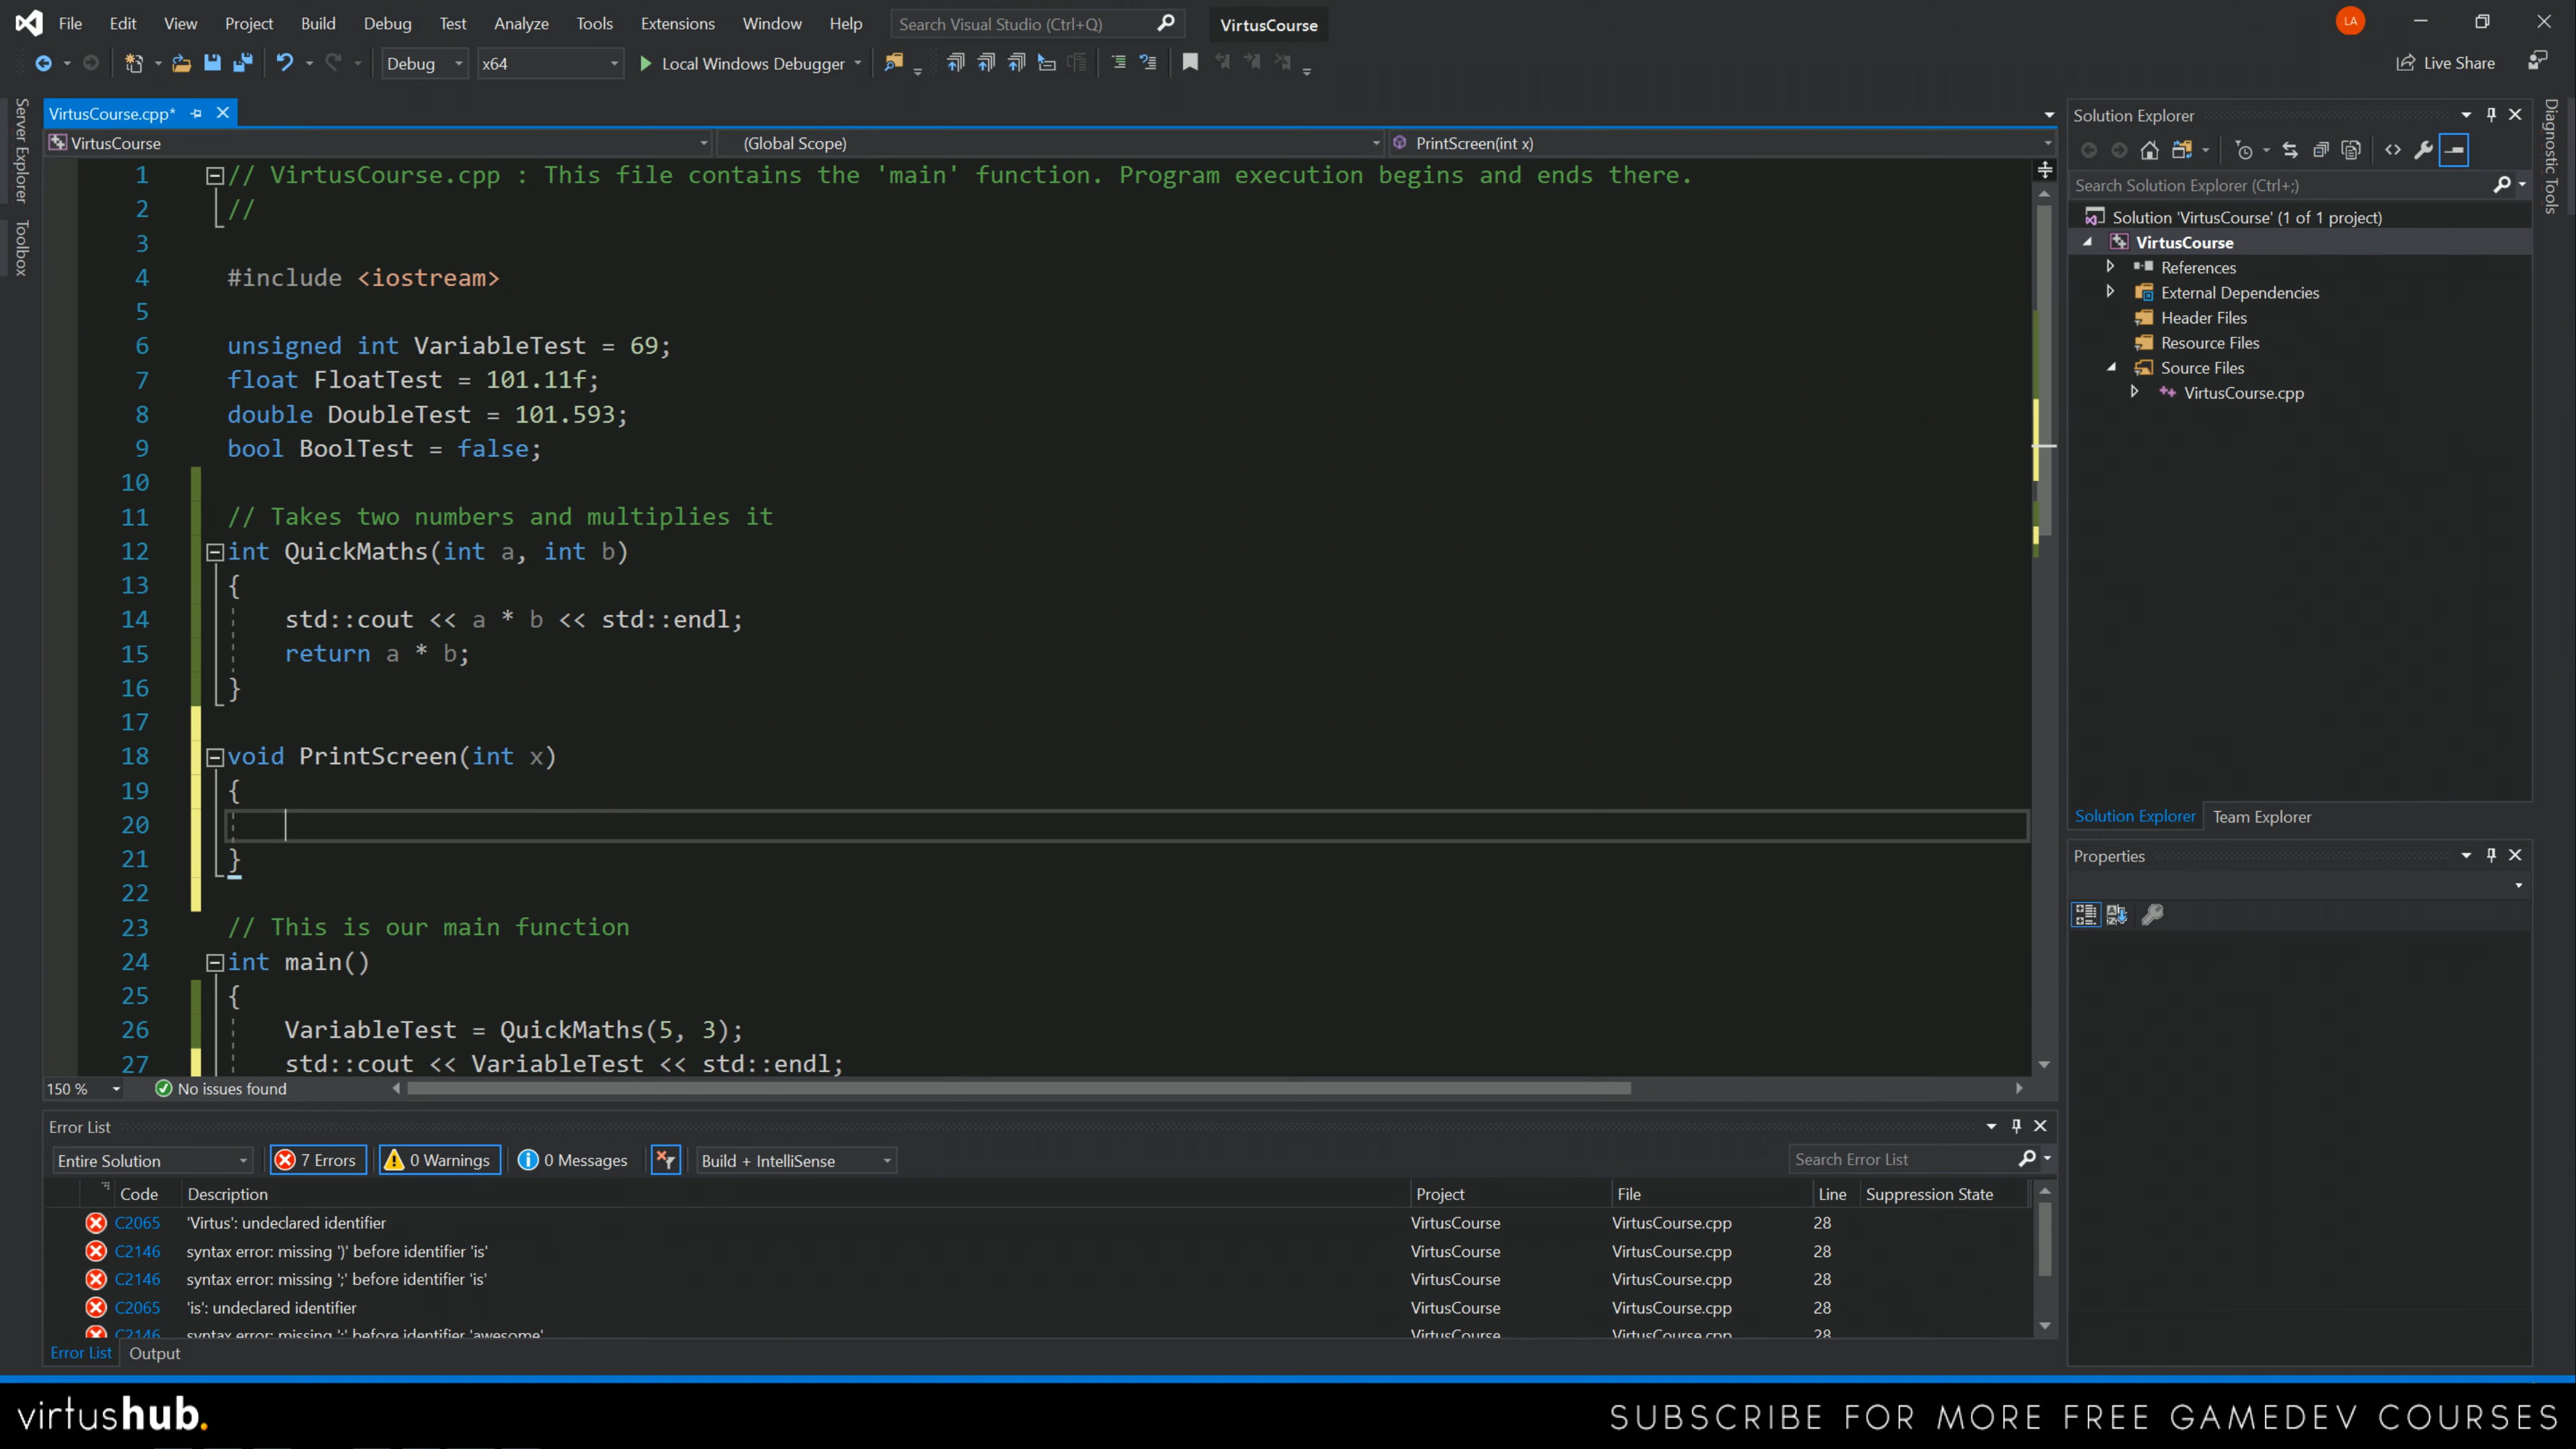 File Edit View Project Build Debug Test Analyze Tools Extensions Window Help Search Visual Studio (Ctrl+Q) VirtusCourse LA
Debug x64 Local Windows Debugger Live Share
Server Explorer
Toolbox
VirtusCourse.cpp*
VirtusCourse (Global Scope) PrintScreen(int x)
1 // VirtusCourse.cpp : This file contains the 'main' function. Program execution begins and ends there.
2 //
3
4 #include <iostream>
5
6 unsigned int VariableTest = 69;
7 float FloatTest = 101.11f;
8 double DoubleTest = 101.593;
9 bool BoolTest = false;
10
11 // Takes two numbers and multiplies it
12 int QuickMaths(int a, int b)
13 {
14 std::cout << a * b << std::endl;
15 return a * b;
16 }
17
18 void PrintScreen(int x)
19 {
20
21 }
22
23 // This is our main function
24 int main()
25 {
26 VariableTest = QuickMaths(5, 3);
27 std::cout << VariableTest << std::endl;
150 % No issues found
Solution Explorer
Search Solution Explorer (Ctrl+;)
Solution 'VirtusCourse' (1 of 1 project)
VirtusCourse
References
External Dependencies
Header Files
Resource Files
Source Files
VirtusCourse.cpp
Solution Explorer Team Explorer
Properties
Diagnostic Tools
Error List
Entire Solution 7 Errors 0 Warnings 0 Messages Build + IntelliSense Search Error List
Code Description Project File Line Suppression State
C2065 'Virtus': undeclared identifier VirtusCourse VirtusCourse.cpp 28
C2146 syntax error: missing ')' before identifier 'is' VirtusCourse VirtusCourse.cpp 28
C2146 syntax error: missing ';' before identifier 'is' VirtusCourse VirtusCourse.cpp 28
C2065 'is': undeclared identifier VirtusCourse VirtusCourse.cpp 28
C2146 syntax error: missing ';' before identifier 'awesome' VirtusCourse VirtusCourse.cpp 28
Error List Output
virtushub. SUBSCRIBE FOR MORE FREE GAMEDEV COURSES